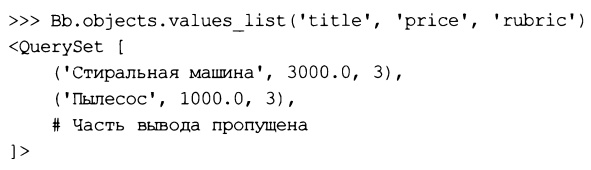 >>> Bb.objects.values_list('title', 'price', 'rubric')
<QuerySet [
    ('Стиральная машина', 3000.0, 3),
    ('Пылесос', 1000.0, 3),
    # Часть вывода пропущена
]>